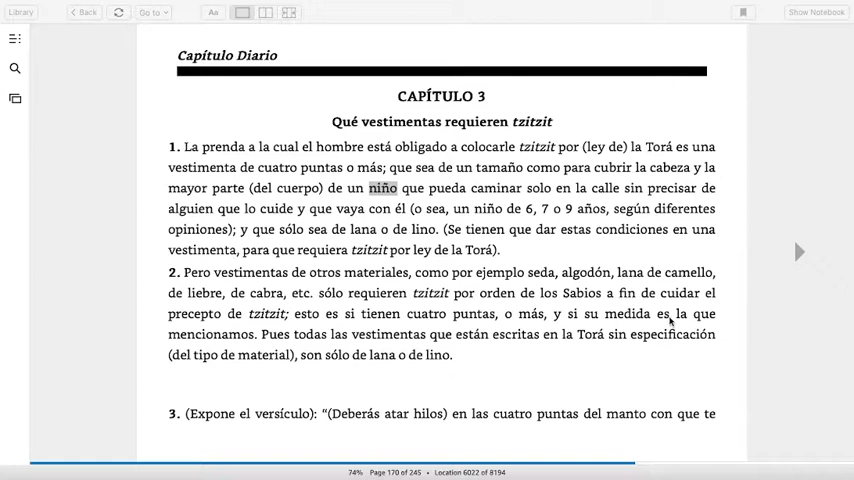 Library
Back
Go to
Aa
Show Notebook
Capítulo Diario
CAPÍTULO 3
Qué vestimentas requieren tzitzit
1. La prenda a la cual el hombre está obligado a colocarle tzitzit por (ley de) la Torá es una
vestimenta de cuatro puntas o más; que sea de un tamaño como para cubrir la cabeza y la
mayor parte (del cuerpo) de un niño que pueda caminar solo en la calle sin precisar de
alguien que lo cuide y que vaya con él (o sea, un niño de 6, 7 o 9 años, según diferentes
opiniones); y que sólo sea de lana o de lino. (Se tienen que dar estas condiciones en una
vestimenta, para que requiera tzitzit por ley de la Torá).
2. Pero vestimentas de otros materiales, como por ejemplo seda, algodón, lana de camello,
de liebre, de cabra, etc. sólo requieren tzitzit por orden de los Sabios a fin de cuidar el
precepto de tzitzit; esto es si tienen cuatro puntas, o más, y si su medida es la que
mencionamos. Pues todas las vestimentas que están escritas en la Torá sin especificación
(del tipo de material), son sólo de lana o de lino.
3. (Expone el versículo): “(Deberás atar hilos) en las cuatro puntas del manto con que te
74% Page 170 of 245 • Location 6022 of 8194